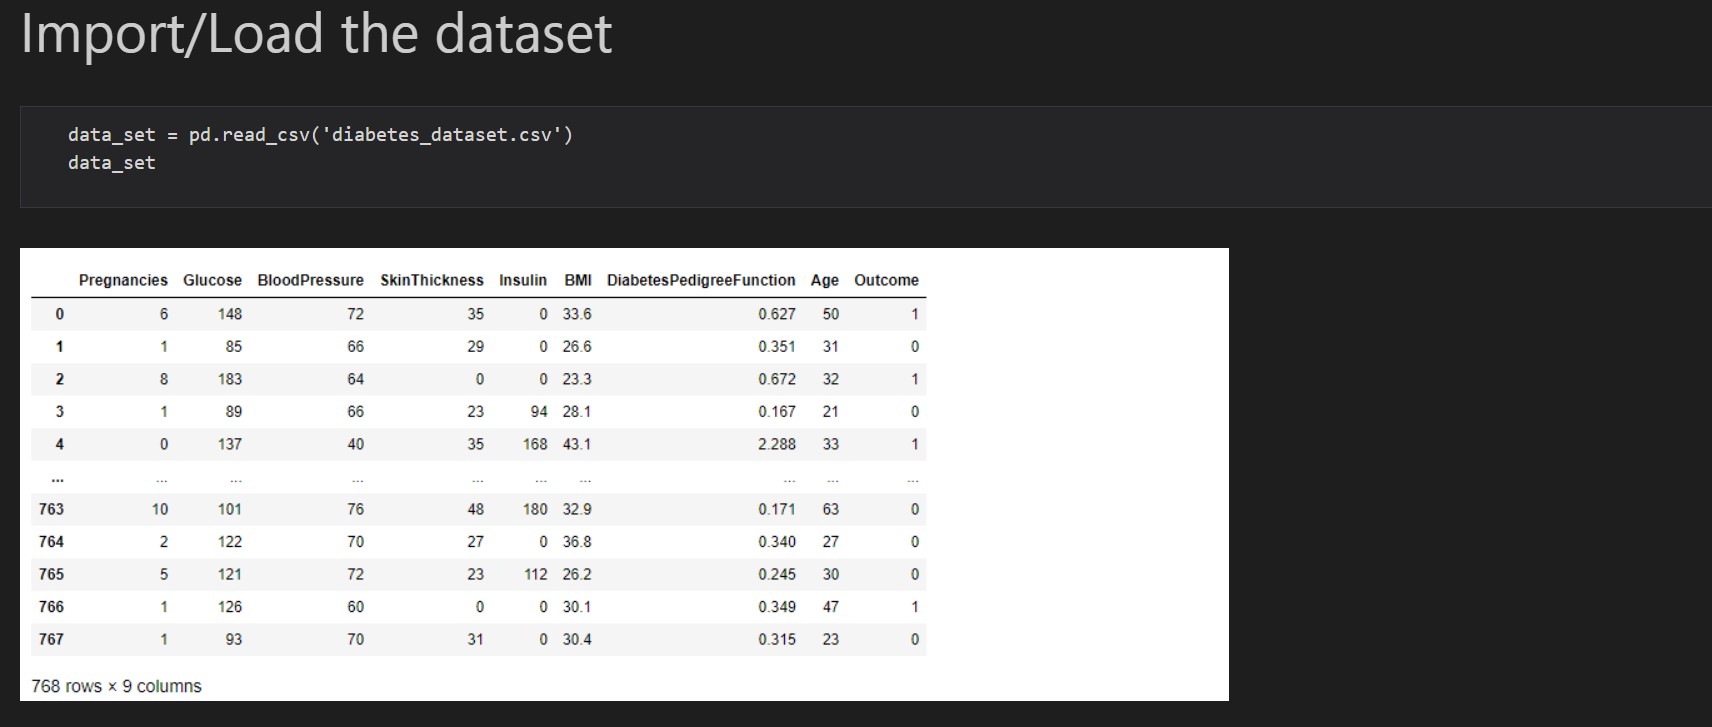 Import/Load the dataset
data_set = pd.read_csv('diabetes_dataset.csv')
data_set
Pregnancies Glucose BloodPressure SkinThickness Insulin BMI DiabetesPedigreeFunction Age Outcome
0 6 148 72 35 0 33.6 0.627 50 1
1 1 85 66 29 0 26.6 0.351 31 0
2 8 183 64 0 0 23.3 0.672 32 1
3 1 89 66 23 94 28.1 0.167 21 0
4 0 137 40 35 168 43.1 2.288 33 1
... ... ... ... ... ... ... ... ... ...
763 10 101 76 48 180 32.9 0.171 63 0
764 2 122 70 27 0 36.8 0.340 27 0
765 5 121 72 23 112 26.2 0.245 30 0
766 1 126 60 0 0 30.1 0.349 47 1
767 1 93 70 31 0 30.4 0.315 23 0
768 rows × 9 columns